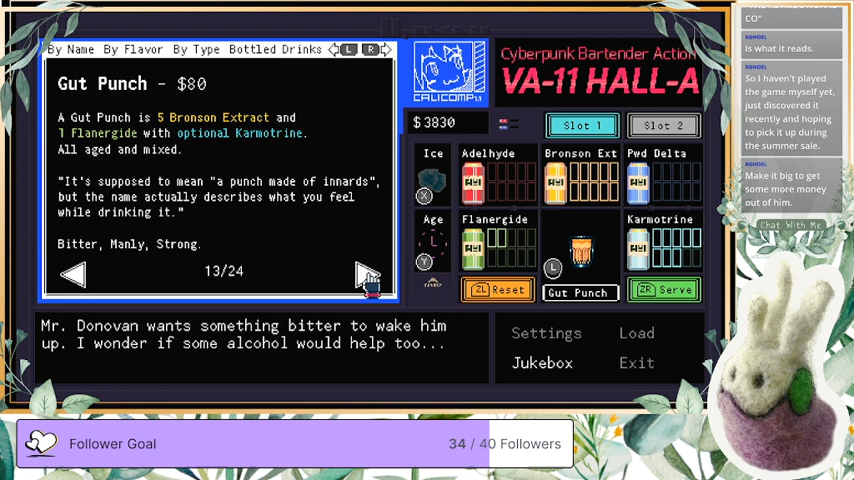 By Name By Flavor By Type Bottled Drinks L R
Gut Punch - $80
A Gut Punch is 5 Bronson Extract and
1 Flanergide with optional Karmotrine.
All aged and mixed.
"It's supposed to mean "a punch made of innards",
but the name actually describes what you feel
while drinking it."
Bitter, Manly, Strong.
13/24
CALICOMP
Cyberpunk Bartender Action
VA-11 HALL-A
$ 3830
Slot 1
Slot 2
Ice
Adelhyde
Bronson Ext
Pwd Delta
X
Age
Flanergide
Karmotrine
Y
L
ZL Reset
Gut Punch
ZR Serve
Mr. Donovan wants something bitter to wake him
up. I wonder if some alcohol would help too...
Settings
Load
Jukebox
Exit
CO"
XGHOEL
Is what it reads.
XGHOEL
So I haven't played
the game myself yet,
just discovered it
recently and hoping
to pick it up during
the summer sale.
XGHOEL
Make it big to get
some more money
out of him.
Chat With Me
Follower Goal
34 / 40 Followers